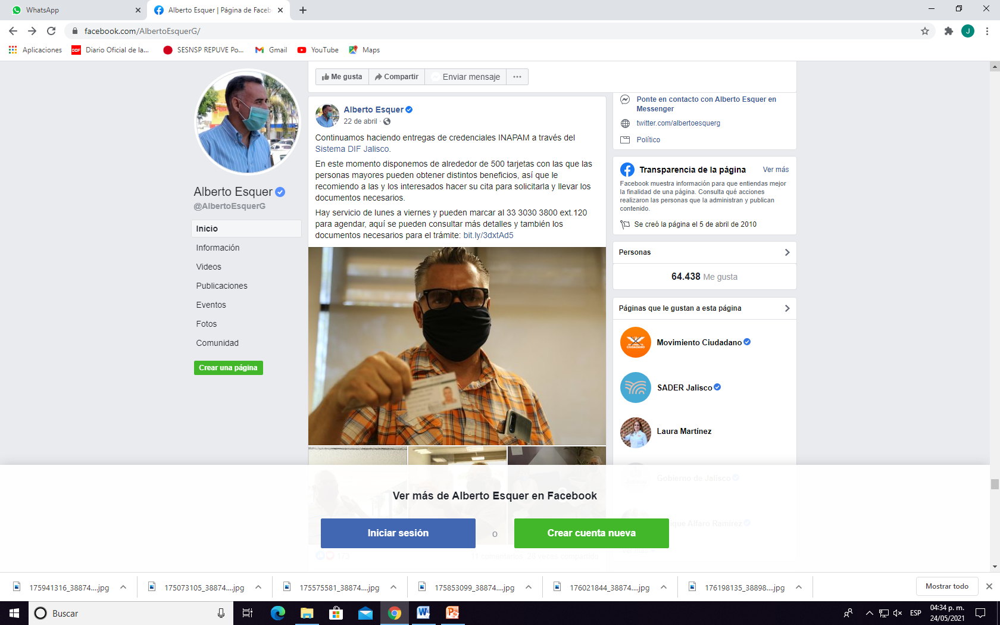 WhatsApp
Alberto Esquer | Página de Faceb
facebook.com/AlbertoEsquerG/
J
Aplicaciones
DOF
Diario Oficial de la...
SESNSP REPUVE Po...
Gmail
YouTube
Maps
Me gusta
Compartir
Enviar mensaje
Alberto Esquer
@AlbertoEsquerG
Inicio
Información
Videos
Publicaciones
Eventos
Fotos
Comunidad
Crear una página
Alberto Esquer
22 de abril ·
Continuamos haciendo entregas de credenciales INAPAM a través del
Sistema DIF Jalisco.
En este momento disponemos de alrededor de 500 tarjetas con las que las
personas mayores pueden obtener distintos beneficios, así que le
recomiendo a las y los interesados hacer su cita para solicitarla y llevar los
documentos necesarios.
Hay servicio de lunes a viernes y pueden marcar al 33 3030 3800 ext.120
para agendar, aquí se pueden consultar más detalles y también los
documentos necesarios para el trámite: bit.ly/3dxtAd5
Ponte en contacto con Alberto Esquer en
Messenger
twitter.com/albertoesquerg
Político
Transparencia de la página
Ver más
Facebook muestra información para que entiendas mejor
la finalidad de una página. Consulta qué acciones
realizaron las personas que la administran y publican
contenido.
Se creó la página el 5 de abril de 2010
Personas
64.438 Me gusta
Páginas que le gustan a esta página
Movimiento Ciudadano
SADER Jalisco
Laura Martínez
Gobierno de Jalisco
que Alfaro Ramírez
Ver más de Alberto Esquer en Facebook
Iniciar sesión
o
Crear cuenta nueva
173
11 comentarios
175941316_38874....jpg
175073105_38874....jpg
175575581_38874....jpg
175853099_38874....jpg
176021844_38874....jpg
176198135_38898....jpg
Mostrar todo
Buscar
ESP
04:34 p. m.
24/05/2021